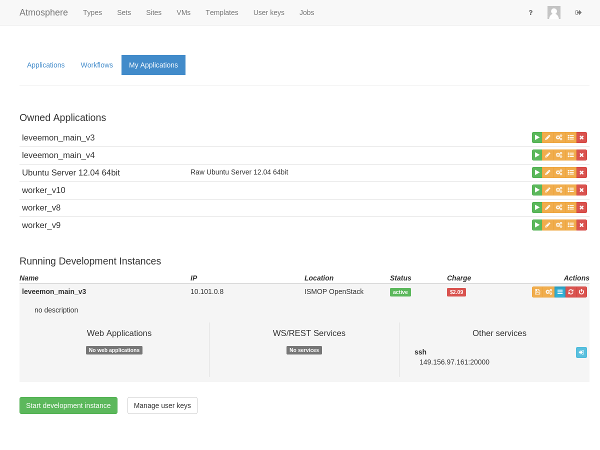 Atmosphere Types Sets Sites VMs Templates User keys Jobs ?
Applications Workflows My Applications
Owned Applications
leveemon_main_v3
leveemon_main_v4
Ubuntu Server 12.04 64bit Raw Ubuntu Server 12.04 64bit
worker_v10
worker_v8
worker_v9
Running Development Instances
Name IP Location Status Charge Actions
leveemon_main_v3 10.101.0.8 ISMOP OpenStack active $2.09
no description
Web Applications WS/REST Services Other services
No web applications No services ssh
149.156.97.161:20000
Start development instance Manage user keys